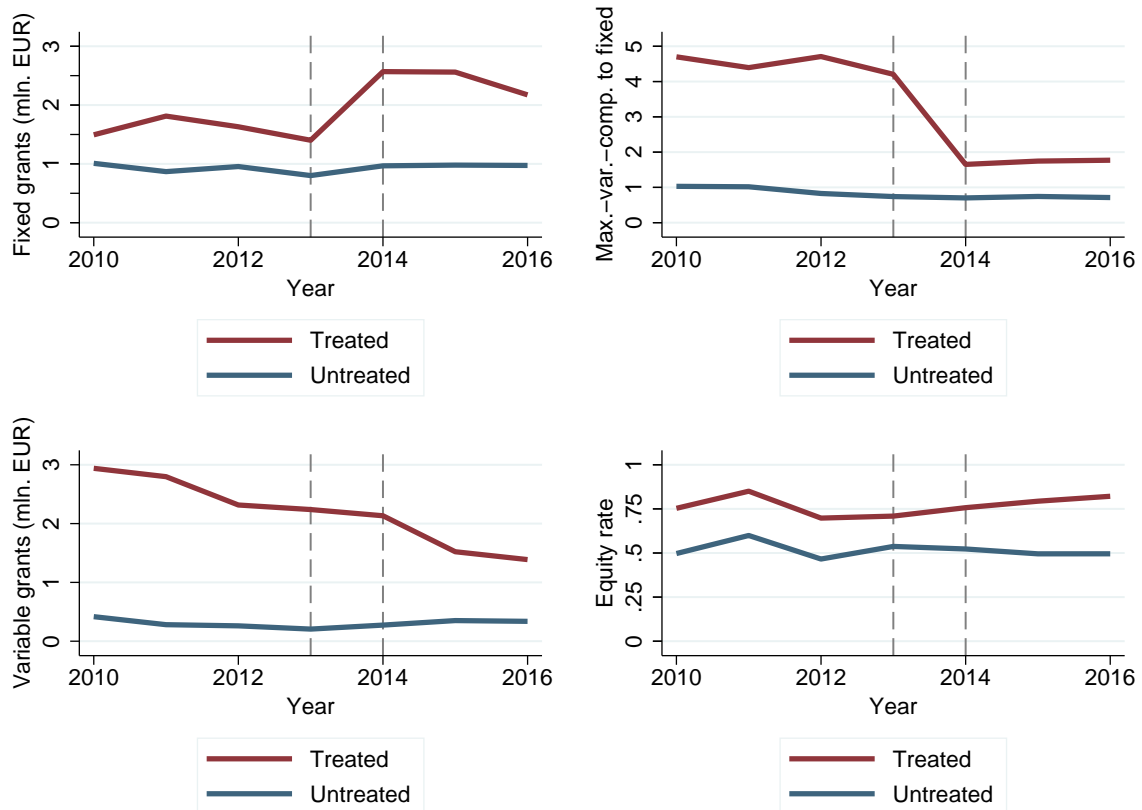 Fixed grants (mln. EUR)
3
2
1
0
2010 2012 2014 2016
Year
Treated
Untreated
Max.-var.-comp. to fixed
5
4
3
2
1
0
2010 2012 2014 2016
Year
Treated
Untreated
Variable grants (mln. EUR)
3
2
1
0
2010 2012 2014 2016
Year
Treated
Untreated
Equity rate
1
.75
.5
.25
0
2010 2012 2014 2016
Year
Treated
Untreated